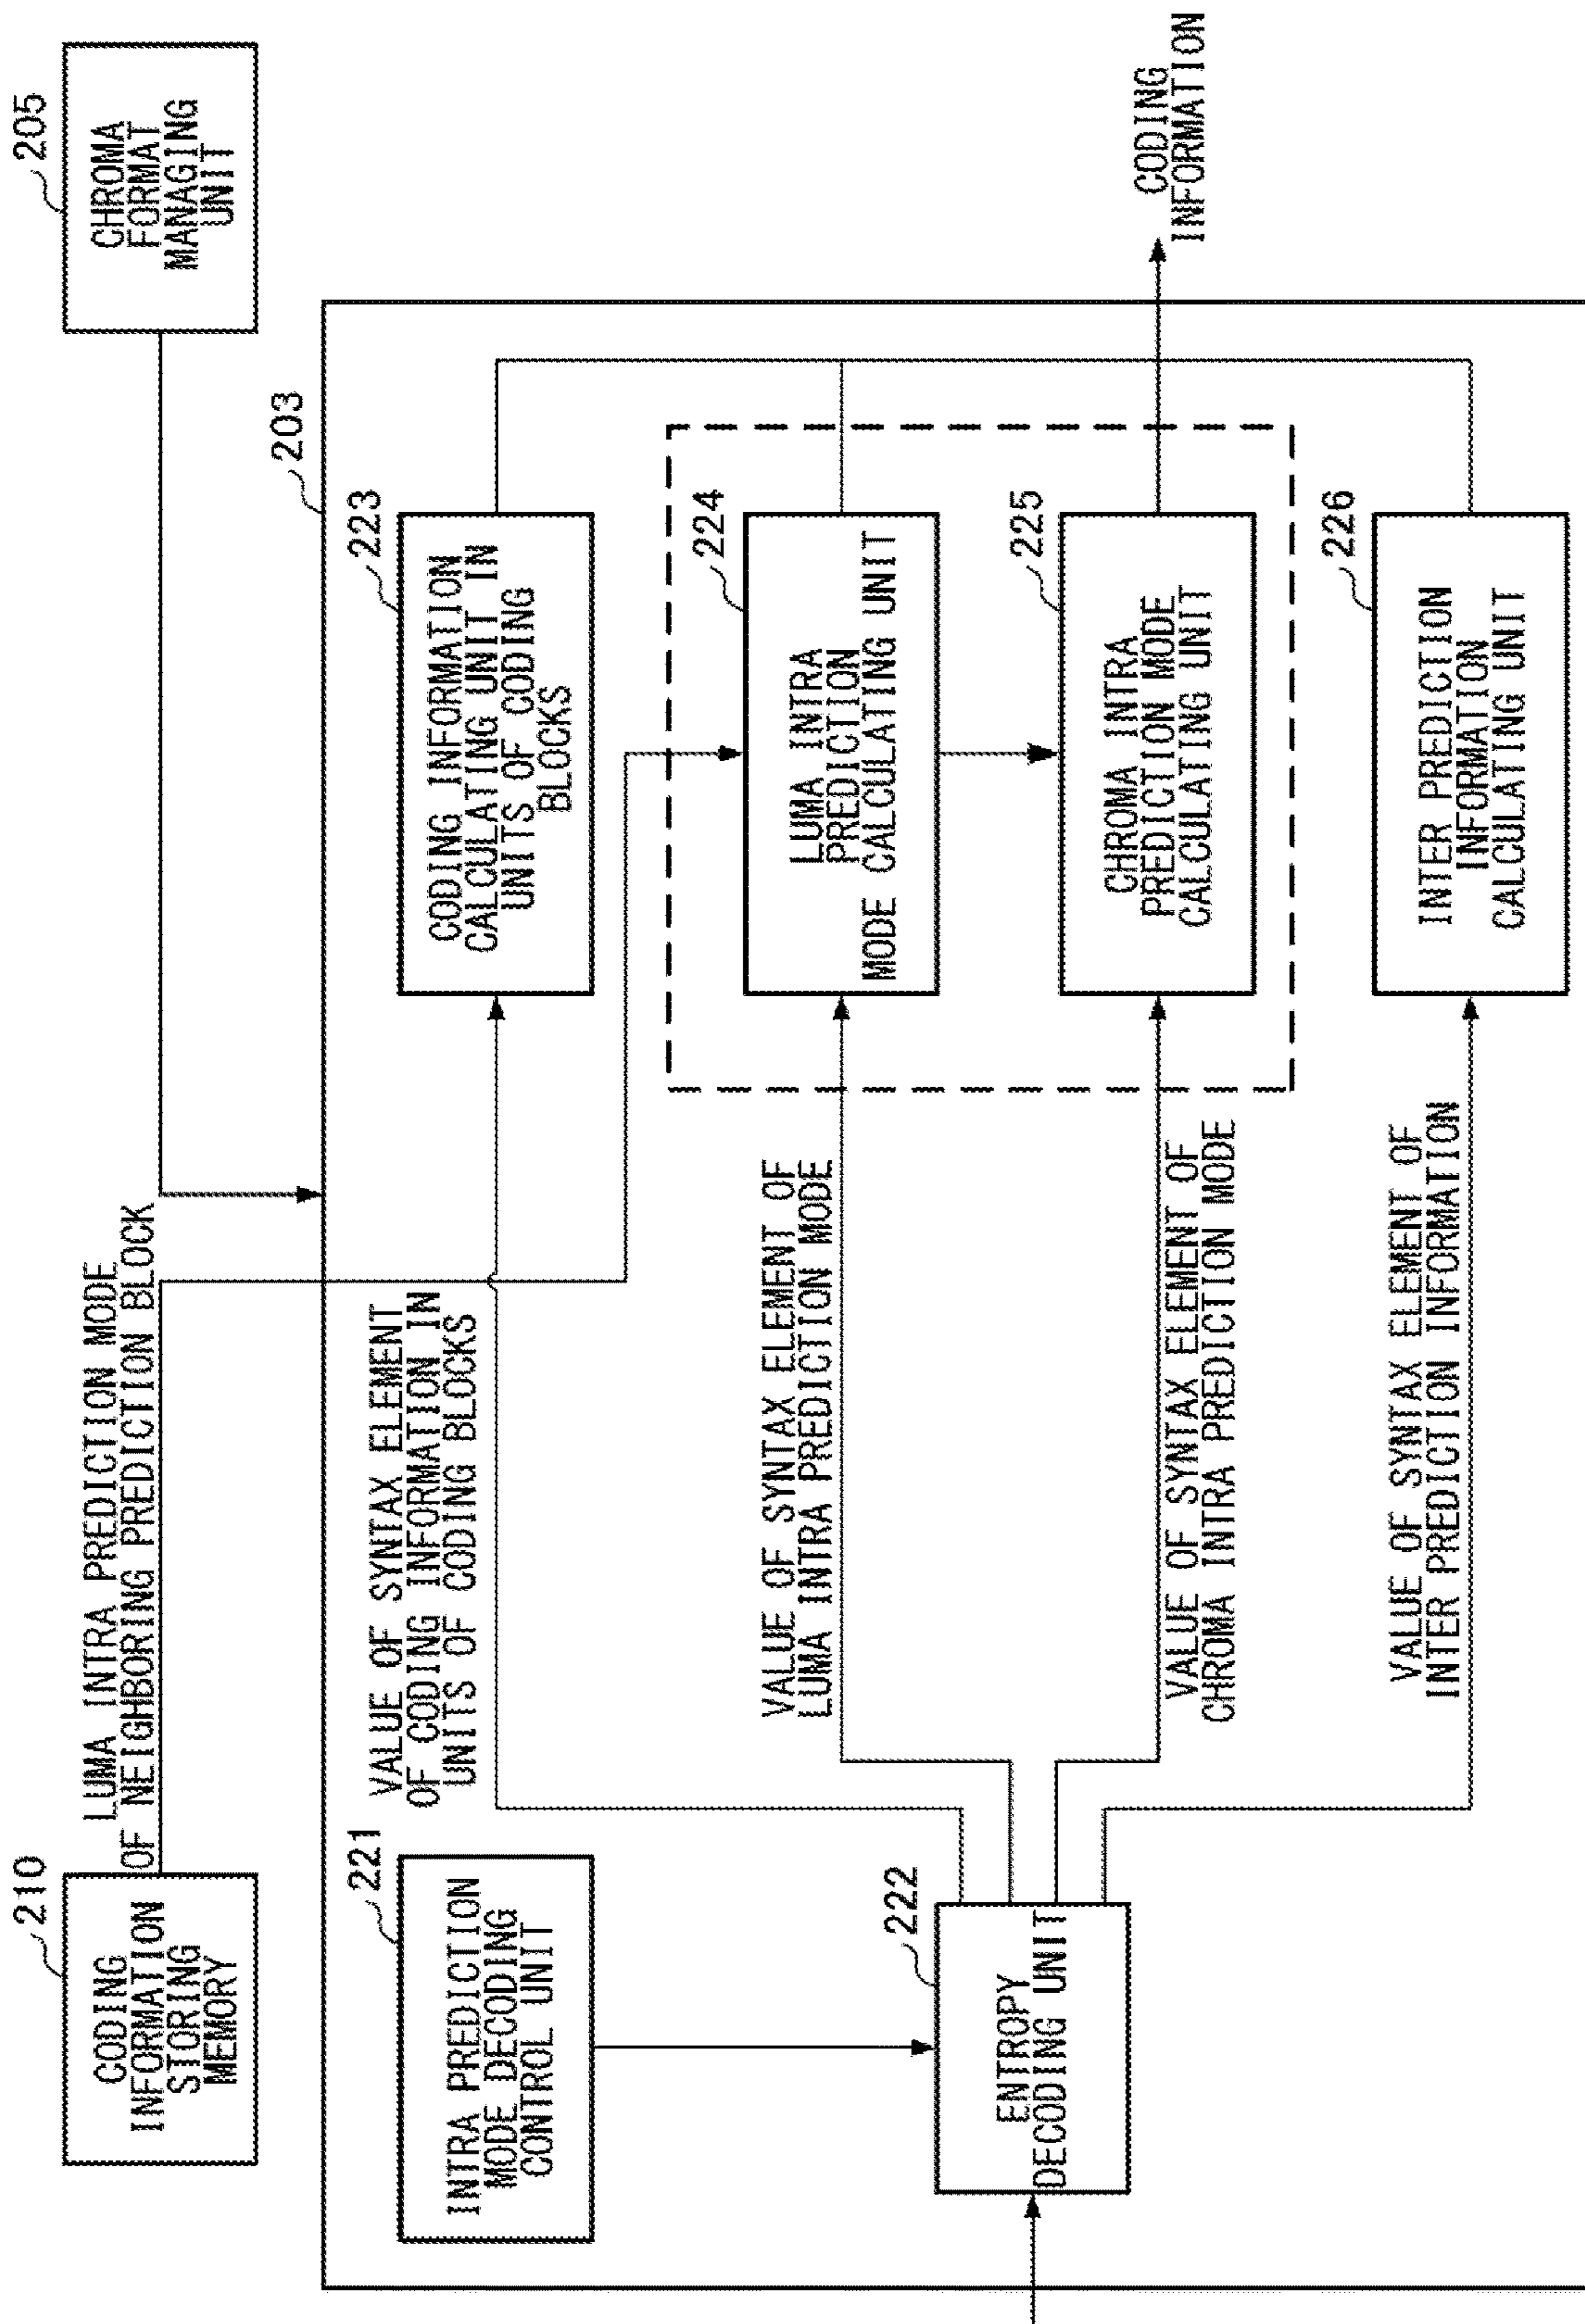 210
CODING
INFORMATION
STORING
MEMORY
LUMA INTRA PREDICTION MODE
OF NEIGHBORING PREDICTION BLOCK
205
CHROMA
FORMAT
MANAGING
UNIT
203
221
INTRA PREDICTION
MODE DECODING
CONTROL UNIT
VALUE OF SYNTAX ELEMENT
OF CODING INFORMATION IN
UNITS OF CODING BLOCKS
223
CODING INFORMATION
CALCULATING UNIT IN
UNITS OF CODING
BLOCKS
222
ENTROPY
DECODING UNIT
VALUE OF SYNTAX ELEMENT OF
LUMA INTRA PREDICTION MODE
224
LUMA INTRA
PREDICTION
MODE CALCULATING UNIT
VALUE OF SYNTAX ELEMENT OF
CHROMA INTRA PREDICTION MODE
225
CHROMA INTRA
PREDICTION MODE
CALCULATING UNIT
CODING
INFORMATION
VALUE OF SYNTAX ELEMENT OF
INTER PREDICTION INFORMATION
226
INTER PREDICTION
INFORMATION
CALCULATING UNIT